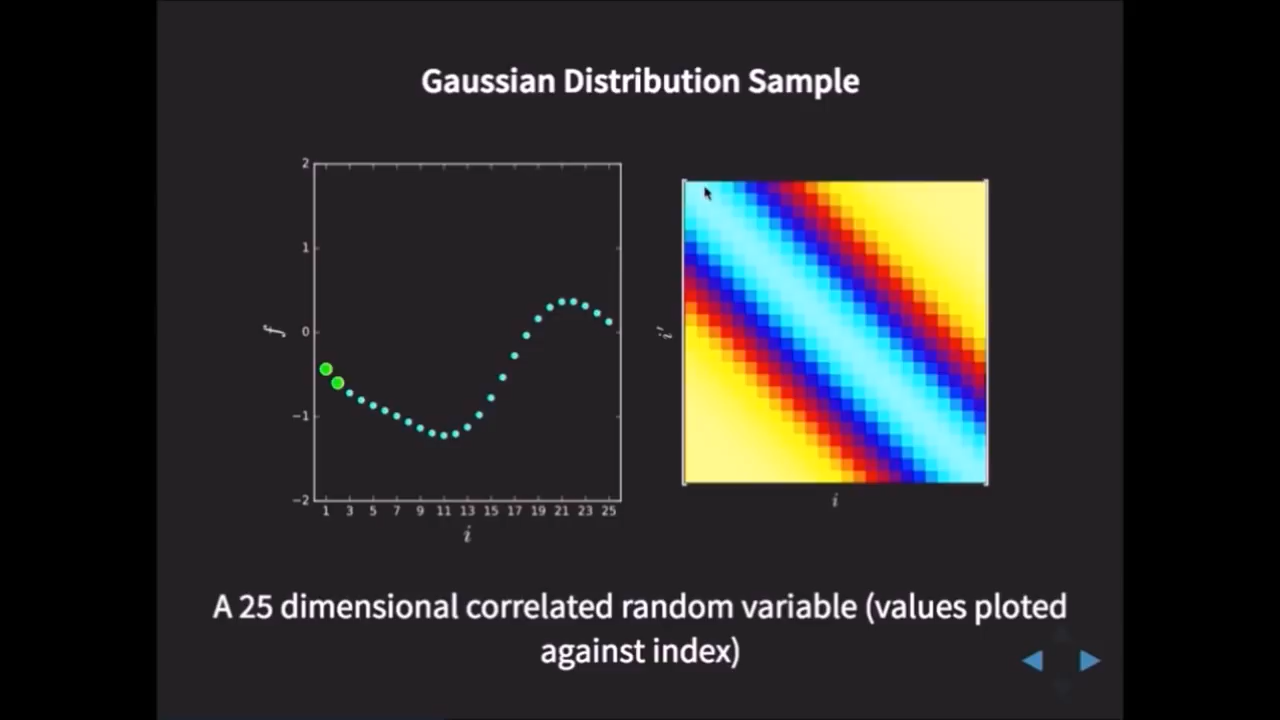 Gaussian Distribution Sample
2
1
0
−1
−2
f
1 3 5 7 9 11 13 15 17 19 21 23 25
i
i′
i
A 25 dimensional correlated random variable (values ploted
against index)